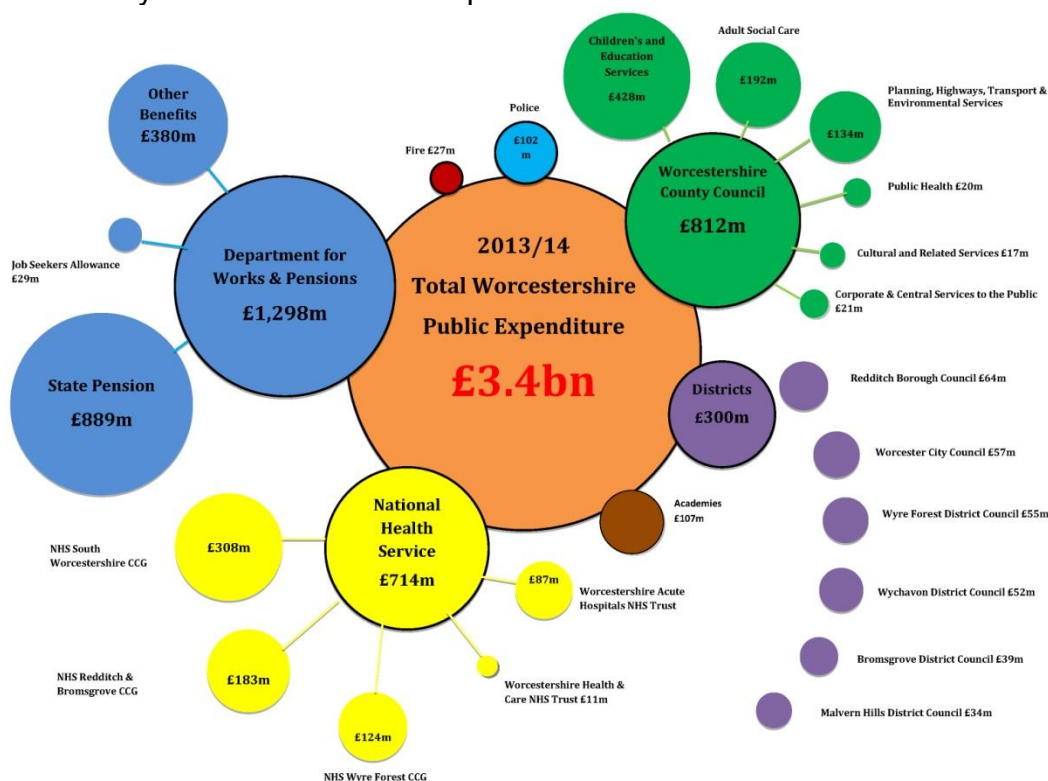 Other
Benefits
£380m
Job Seekers Allowance
£29m
State Pension
£889m
Department for
Works & Pensions
£1,298m
Fire £27m
Police
£102
m
2013/14
Total Worcestershire
Public Expenditure
£3.4bn
Children's and
Education
Services
£428m
Adult Social Care
£192m
Planning, Highways, Transport &
Environmental Services
£134m
Worcestershire
County Council
£812m
Public Health £20m
Cultural and Related Services £17m
Corporate & Central Services to the Public
£21m
Districts
£300m
Redditch Borough Council £64m
Worcester City Council £57m
Wyre Forest District Council £55m
Wychavon District Council £52m
Bromsgrove District Council £39m
Malvern Hills District Council £34m
Academies
£107m
National
Health
Service
£714m
NHS South
Worcestershire CCG
£308m
NHS Redditch &
Bromsgrove CCG
£183m
£124m
NHS Wyre Forest CCG
Worcestershire Health &
Care NHS Trust £11m
£87m
Worcestershire Acute
Hospitals NHS Trust